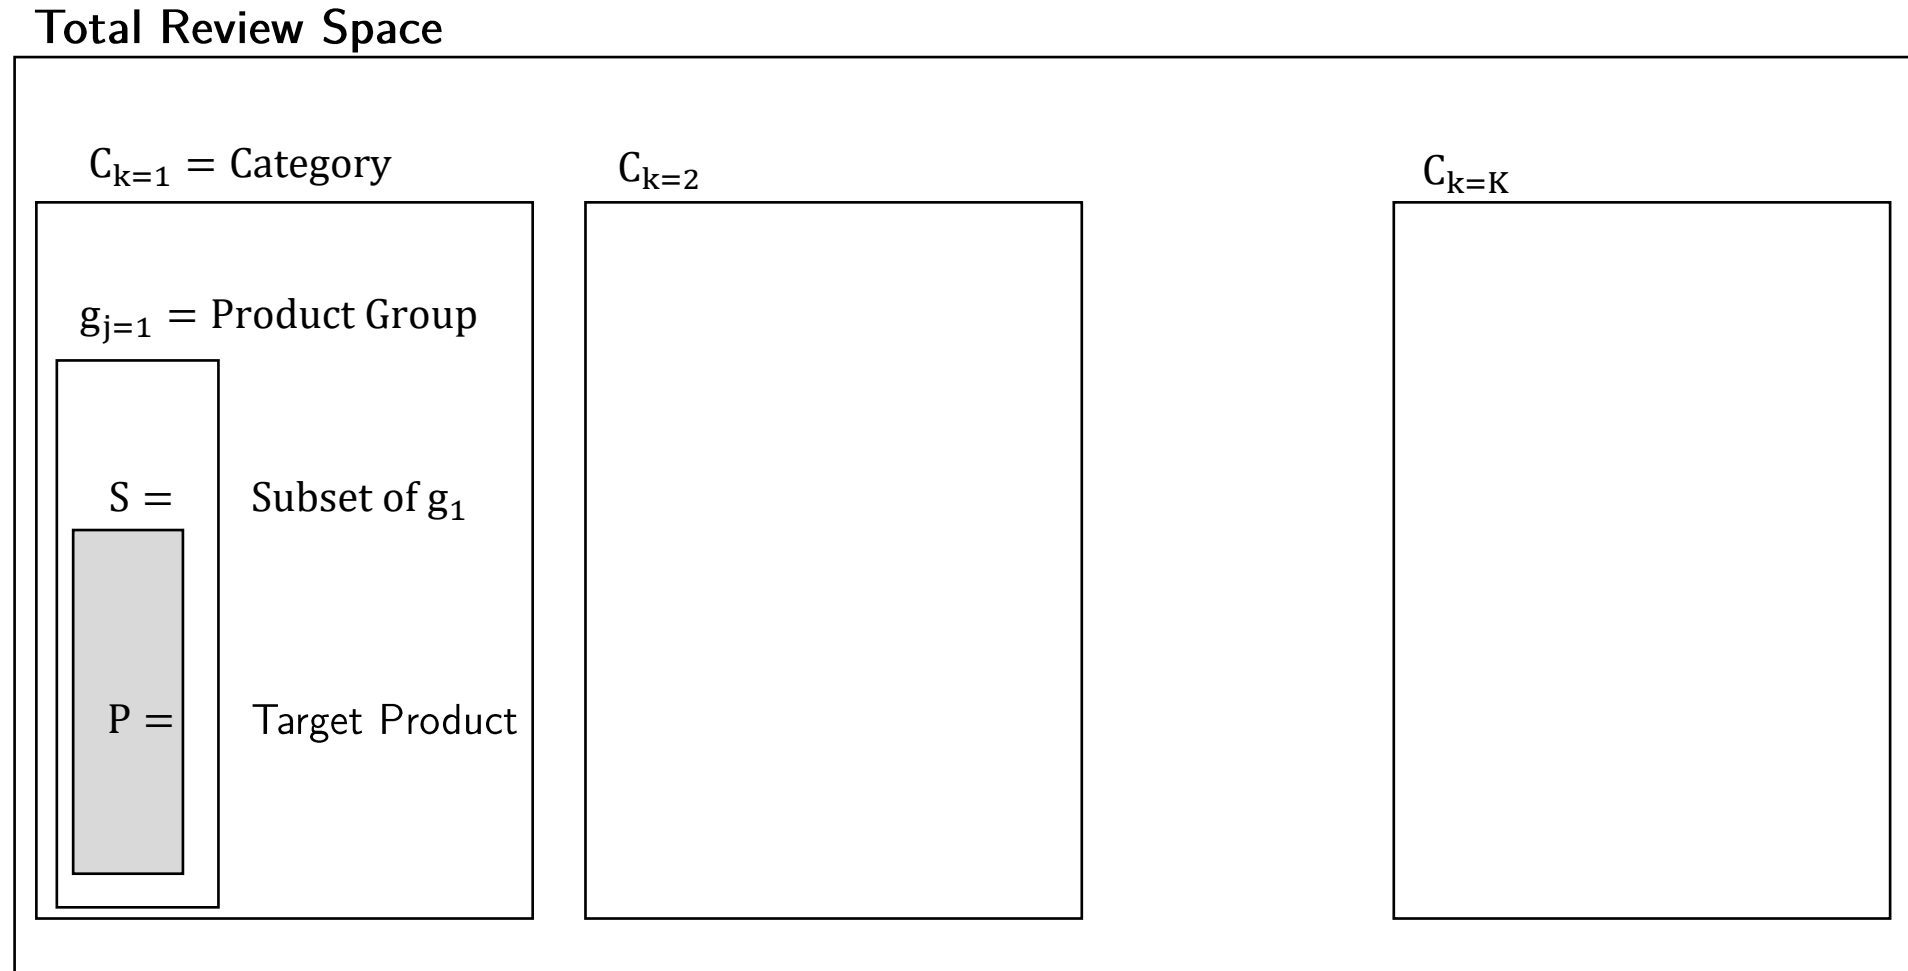 Total Review Space
C_{k=1} = Category
C_{k=2}
C_{k=K}
g_{j=1} = Product Group
S = Subset of g_1
P = Target Product